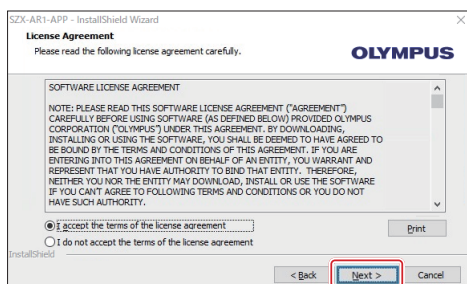 SZX-AR1-APP - InstallShield Wizard
License Agreement
Please read the following license agreement carefully.
OLYMPUS
SOFTWARE LICENSE AGREEMENT
NOTE: PLEASE READ THIS SOFTWARE LICENSE AGREEMENT ("AGREEMENT")
CAREFULLY BEFORE USING SOFTWARE (AS DEFINED BELOW) PROVIDED OLYMPUS
CORPORATION ("OLYMPUS") UNDER THIS AGREEMENT. BY DOWNLOADING,
INSTALLING OR USING THE SOFTWARE, YOU SHALL BE DEEMED TO HAVE AGREED TO
BE BOUND BY THE TERMS AND CONDITIONS OF THIS AGREEMENT. IF YOU ARE
ENTERING INTO THIS AGREEMENT ON BEHALF OF AN ENTITY, YOU WARRANT AND
REPRESENT THAT YOU HAVE AUTHORITY TO BIND THAT ENTITY. THEREFORE,
NEITHER YOU NOR THE ENTITY MAY DOWNLOAD, INSTALL OR USE THE SOFTWARE
IF YOU CAN'T AGREE TO FOLLOWING TERMS AND CONDITIONS OR YOU DO NOT
HAVE SUCH AUTHORITY.
I accept the terms of the license agreement
Print
I do not accept the terms of the license agreement
InstallShield
< Back
Next >
Cancel